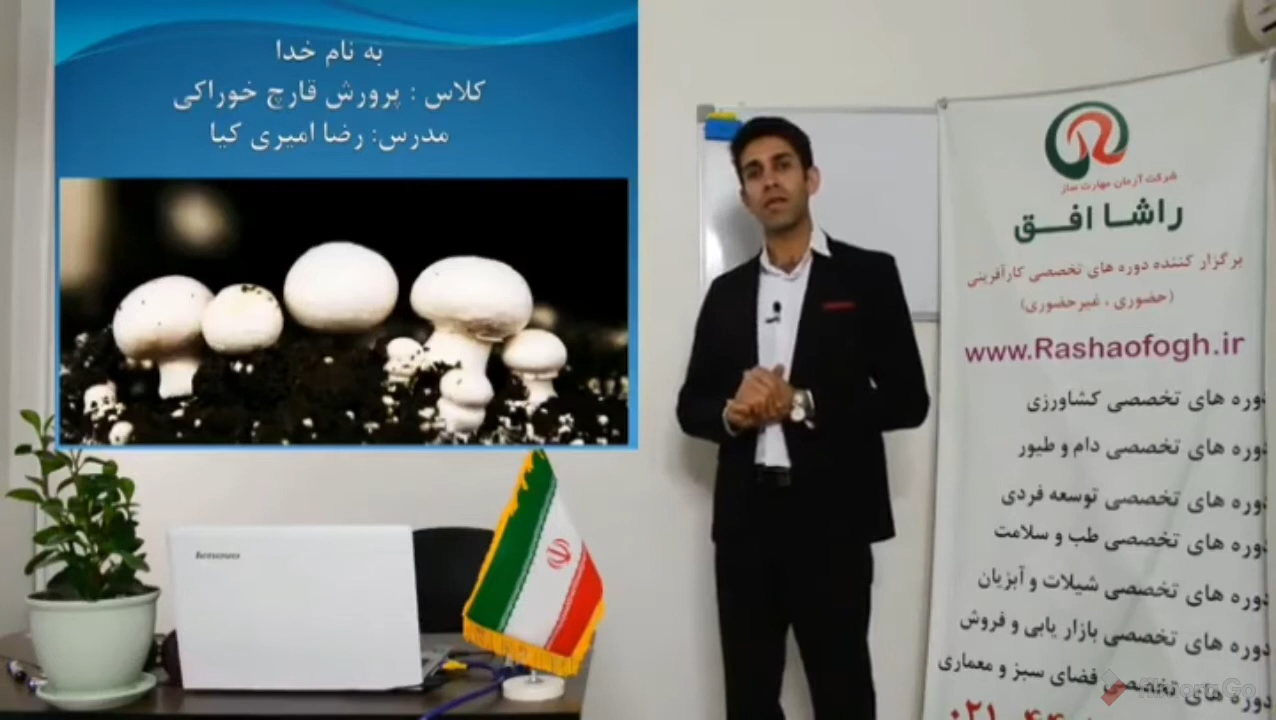 به نام خدا
کلاس : پرورش قارچ خوراکی
مدرس: رضا امیری کیا
شرکت آرمان مهارت ساز
راشا افق
برگزار کننده دوره های تخصصی کارآفرینی
(حضوری ، غیرحضوری)
www.Rashaofogh.ir
دوره های تخصصی کشاورزی
دوره های تخصصی دام و طیور
دوره های تخصصی توسعه فردی
دوره های تخصصی طب و سلامت
دوره های تخصصی شیلات و آبزیان
دوره های تخصصی بازار یابی و فروش
دوره های تخصصی فضای سبز و معماری
lenovo